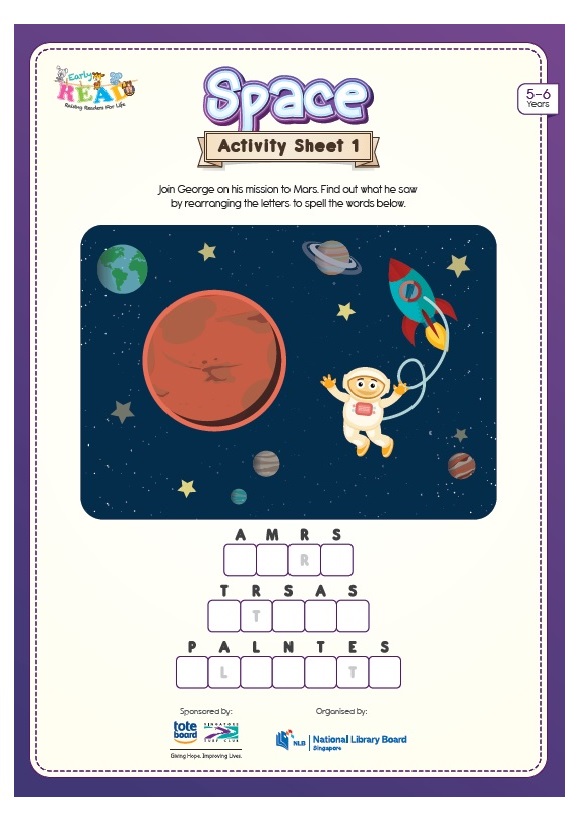 Early
READ
Raising Readers for Life
Space
5-6
Years
Activity Sheet 1
Join George on his mission to Mars. Find out what he saw
by rearranging the letters to spell the words below.
A M R S
R
T R S A S
T
P A L N T E S
L T
Sponsored by:
Organised by:
tote
board
SINGAPORE
TURF CLUB
Giving Hope. Improving Lives.
NLB
National Library Board
Singapore